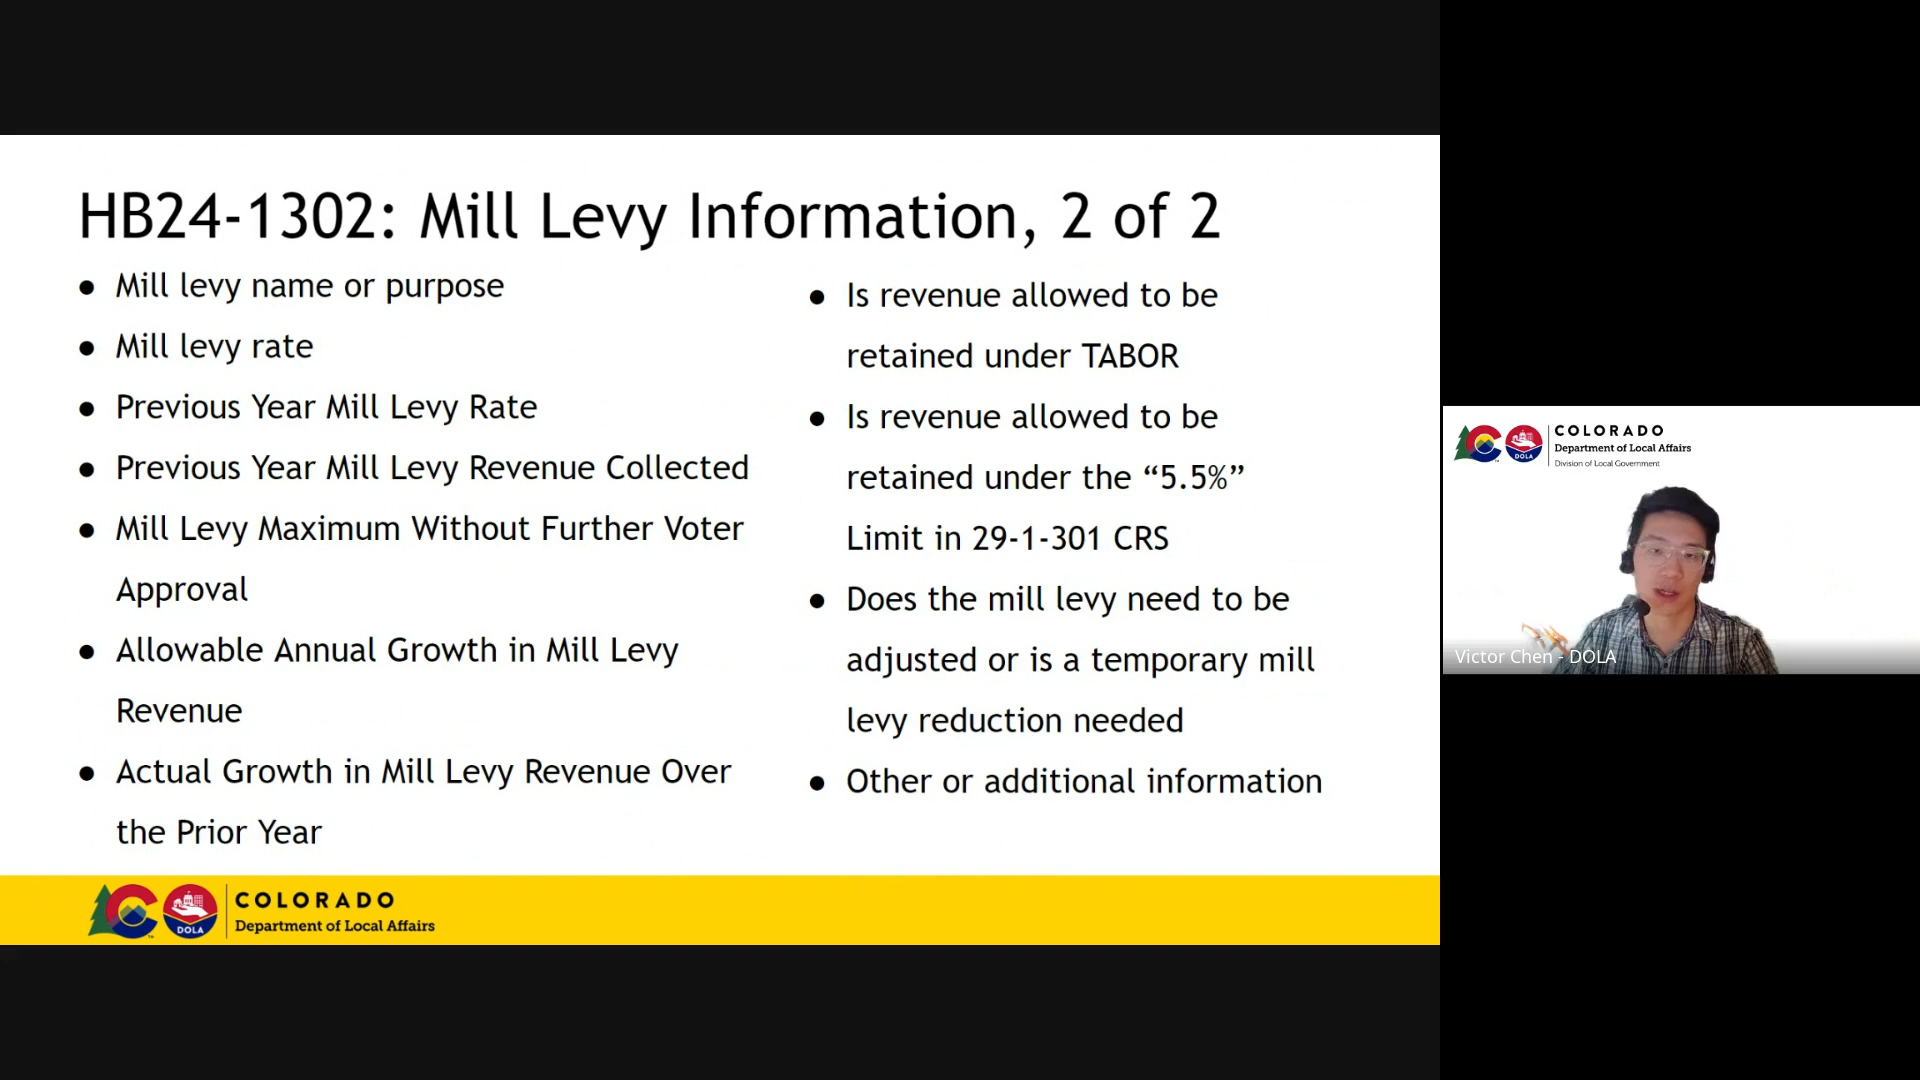 HB24-1302: Mill Levy Information, 2 of 2
● Mill levy name or purpose
● Mill levy rate
● Previous Year Mill Levy Rate
● Previous Year Mill Levy Revenue Collected
● Mill Levy Maximum Without Further Voter
Approval
● Allowable Annual Growth in Mill Levy
Revenue
● Actual Growth in Mill Levy Revenue Over
the Prior Year
● Is revenue allowed to be
retained under TABOR
● Is revenue allowed to be
retained under the “5.5%”
Limit in 29-1-301 CRS
● Does the mill levy need to be
adjusted or is a temporary mill
levy reduction needed
● Other or additional information
DOLA
COLORADO
Department of Local Affairs
DOLA
COLORADO
Department of Local Affairs
Division of Local Government
Victor Chen - DOLA